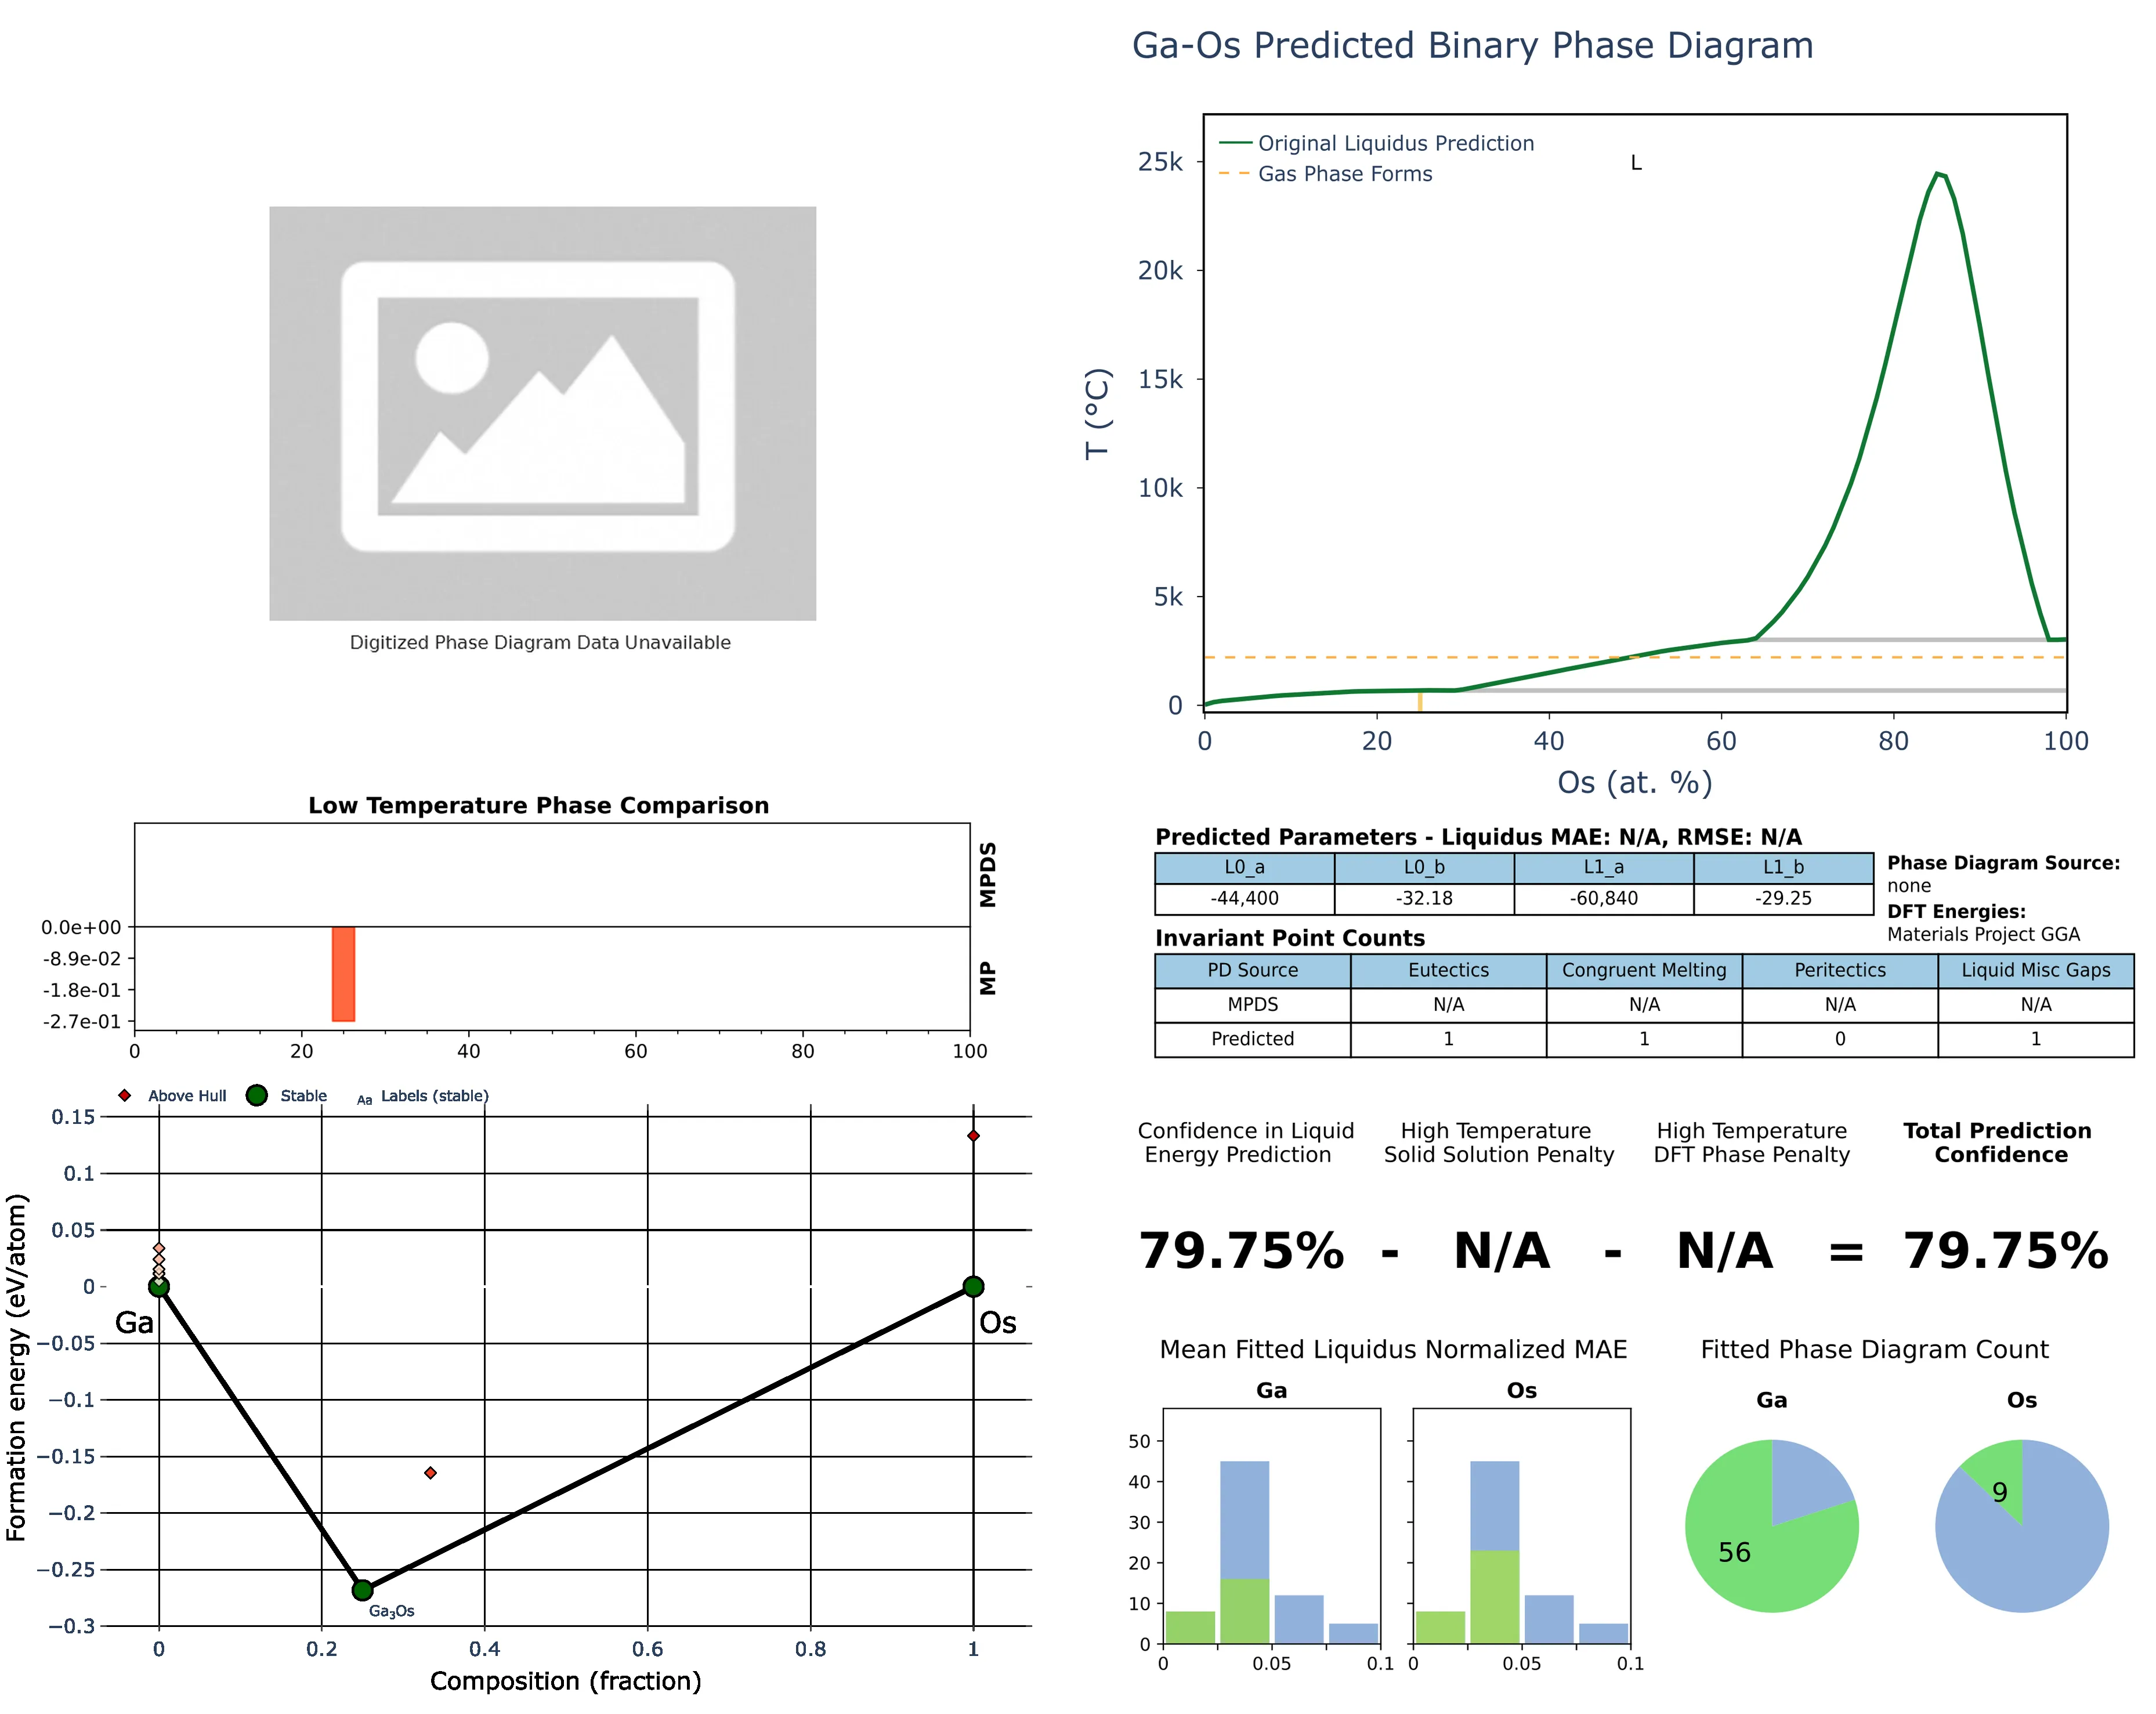 Ga-Os Predicted Binary Phase Diagram
Original Liquidus Prediction
Gas Phase Forms
L
25k
20k
15k
10k
5k
0
T (°C)
0 20 40 60 80 100
Os (at. %)
Digitized Phase Diagram Data Unavailable
Low Temperature Phase Comparison
MPDS
MP
0.0e+00
-8.9e-02
-1.8e-01
-2.7e-01
0 20 40 60 80 100
Predicted Parameters - Liquidus MAE: N/A, RMSE: N/A
L0_a L0_b L1_a L1_b
-44,400 -32.18 -60,840 -29.25
Phase Diagram Source:
none
DFT Energies:
Materials Project GGA
Invariant Point Counts
PD Source Eutectics Congruent Melting Peritectics Liquid Misc Gaps
MPDS N/A N/A N/A N/A
Predicted 1 1 0 1
Above Hull Stable Aa Labels (stable)
0.15
0.1
0.05
0
−0.05
−0.1
−0.15
−0.2
−0.25
−0.3
Formation energy (eV/atom)
Ga
Os
Ga₃Os
0 0.2 0.4 0.6 0.8 1
Composition (fraction)
Confidence in Liquid
Energy Prediction
High Temperature
Solid Solution Penalty
High Temperature
DFT Phase Penalty
Total Prediction
Confidence
79.75% - N/A - N/A = 79.75%
Mean Fitted Liquidus Normalized MAE
Ga
Os
50
40
30
20
10
0
0 0.05 0.1
0 0.05 0.1
Fitted Phase Diagram Count
Ga
Os
56
9